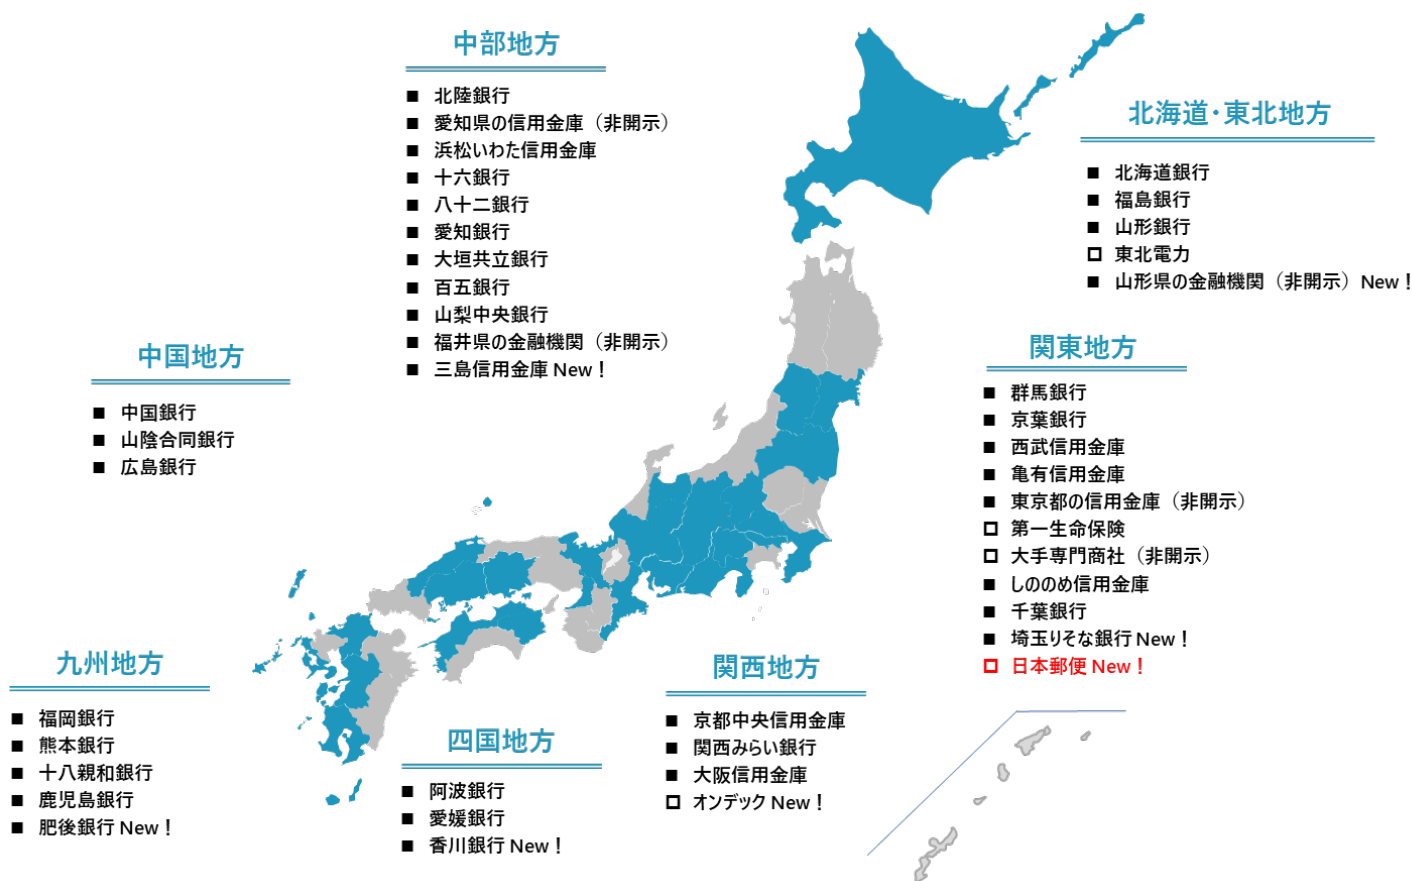 中部地方
■ 北陸銀行
■ 愛知県の信用金庫（非開示）
■ 浜松いわた信用金庫
■ 十六銀行
■ 八十二銀行
■ 愛知銀行
■ 大垣共立銀行
■ 百五銀行
■ 山梨中央銀行
■ 福井県の金融機関（非開示）
■ 三島信用金庫 New！
北海道・東北地方
■ 北海道銀行
■ 福島銀行
■ 山形銀行
□ 東北電力
■ 山形県の金融機関（非開示）New！
中国地方
■ 中国銀行
■ 山陰合同銀行
■ 広島銀行
関東地方
■ 群馬銀行
■ 京葉銀行
■ 西武信用金庫
■ 亀有信用金庫
■ 東京都の信用金庫（非開示）
□ 第一生命保険
□ 大手専門商社（非開示）
■ しののめ信用金庫
■ 千葉銀行
■ 埼玉りそな銀行 New！
□ 日本郵便 New！
九州地方
■ 福岡銀行
■ 熊本銀行
■ 十八親和銀行
■ 鹿児島銀行
■ 肥後銀行 New！
四国地方
■ 阿波銀行
■ 愛媛銀行
■ 香川銀行 New！
関西地方
■ 京都中央信用金庫
■ 関西みらい銀行
■ 大阪信用金庫
□ オンデック New！